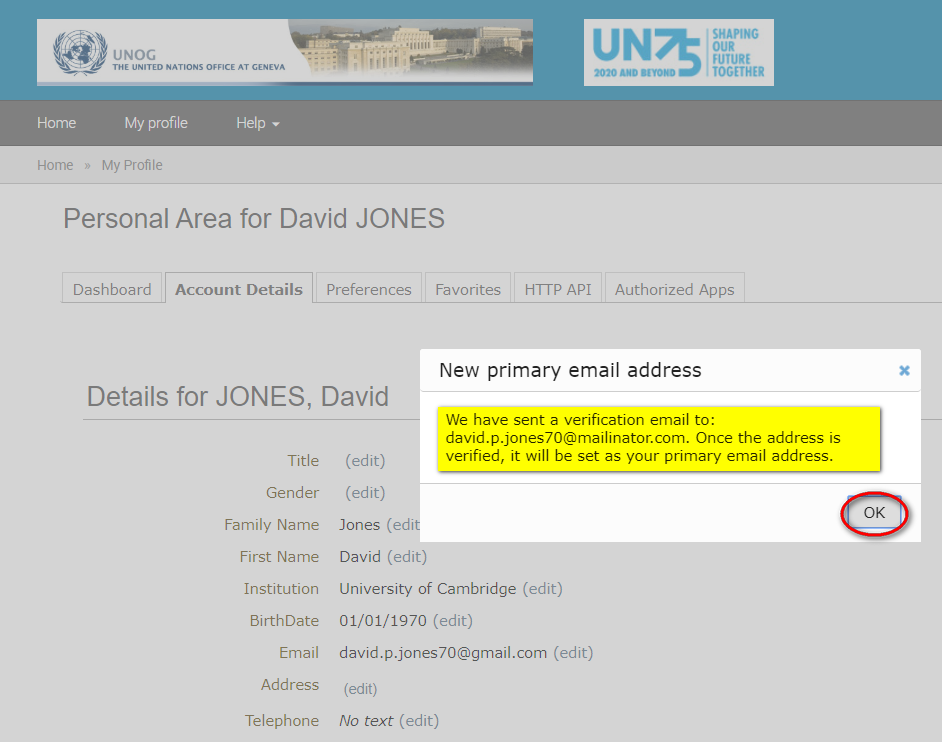 UNOG
THE UNITED NATIONS OFFICE AT GENEVA
UN75
2020 AND BEYOND
SHAPING
OUR
FUTURE
TOGETHER
Home My profile Help
Home » My Profile
Personal Area for David JONES
Dashboard Account Details Preferences Favorites HTTP API Authorized Apps
New primary email address
We have sent a verification email to:
david.p.jones70@mailinator.com. Once the address is
verified, it will be set as your primary email address.
OK
Details for JONES, David
Title (edit)
Gender (edit)
Family Name Jones (edit
First Name David (edit)
Institution University of Cambridge (edit)
BirthDate 01/01/1970 (edit)
Email david.p.jones70@gmail.com (edit)
Address (edit)
Telephone No text (edit)